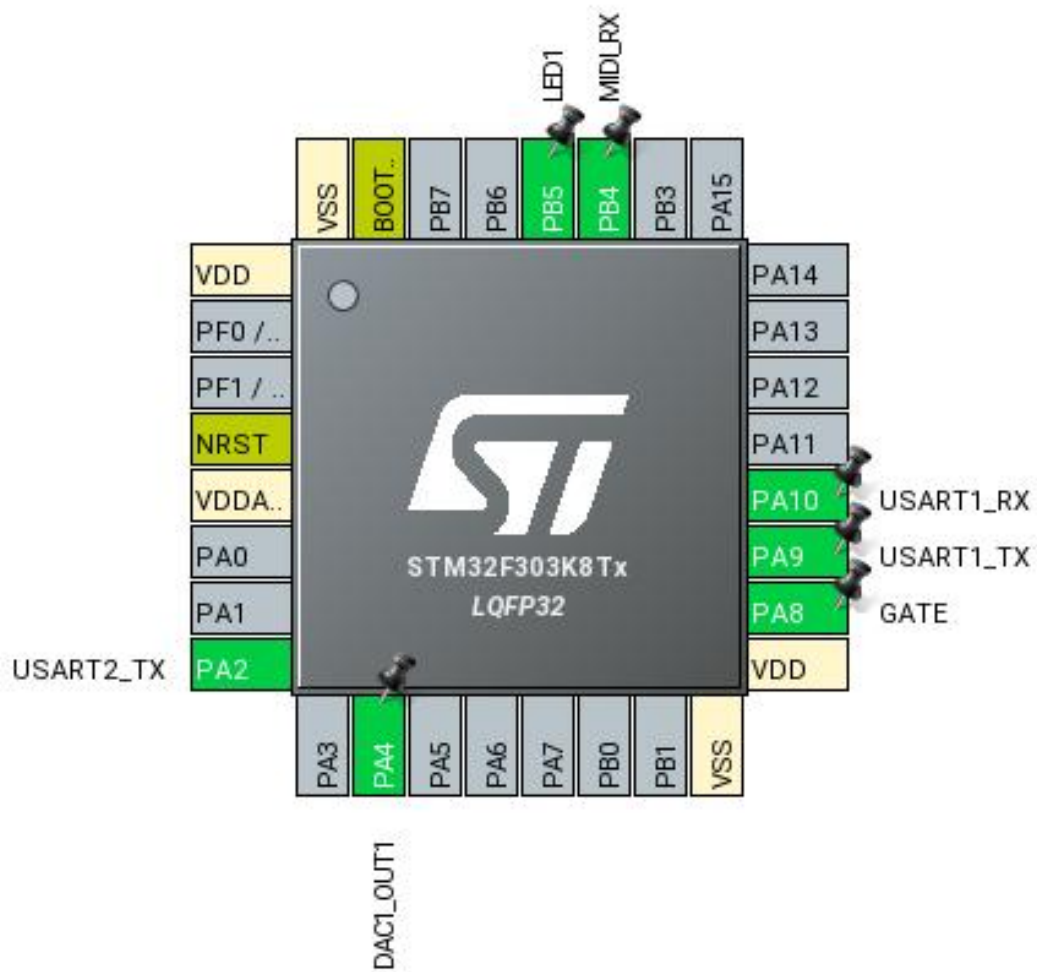 LED1
MIDI_RX
VSS
BOOT..
PB7
PB6
PB5
PB4
PB3
PA15
VDD
PF0 /..
PF1 / ..
NRST
VDDA..
PA0
PA1
USART2_TX PA2
PA14
PA13
PA12
PA11
PA10 USART1_RX
PA9 USART1_TX
PA8 GATE
VDD
ST
STM32F303K8Tx
LQFP32
PA3
PA4
PA5
PA6
PA7
PB0
PB1
VSS
DAC1_OUT1